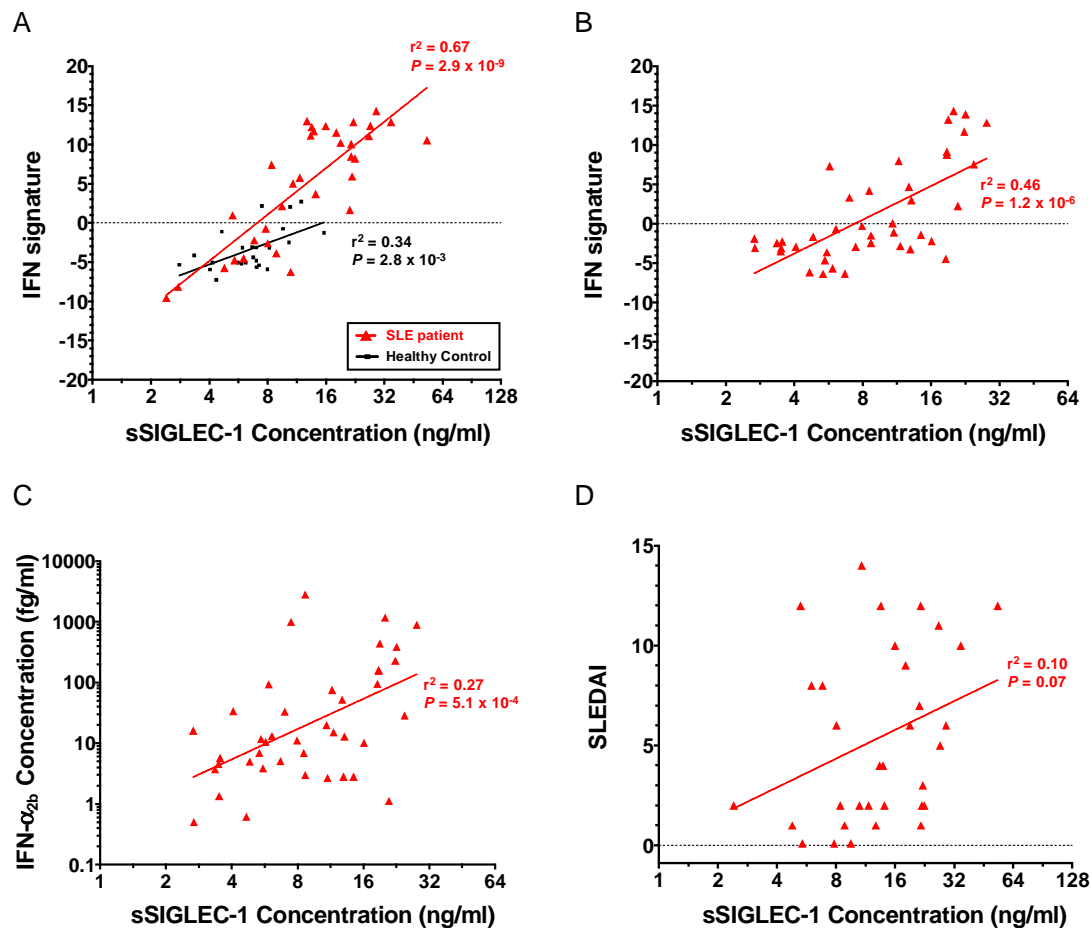 A
r² = 0.67
P = 2.9 x 10⁻⁹
20
15
10
5
0
-5
-10
-15
-20
IFN signature
r² = 0.34
P = 2.8 x 10⁻³
SLE patient
Healthy Control
1 2 4 8 16 32 64 128
sSIGLEC-1 Concentration (ng/ml)
B
20
15
10
5
0
-5
-10
-15
-20
IFN signature
r² = 0.46
P = 1.2 x 10⁻⁶
1 2 4 8 16 32 64
sSIGLEC-1 Concentration (ng/ml)
C
10000
1000
100
10
1
0.1
IFN-α₂b Concentration (fg/ml)
r² = 0.27
P = 5.1 x 10⁻⁴
1 2 4 8 16 32 64
sSIGLEC-1 Concentration (ng/ml)
D
15
10
5
0
SLEDAI
r² = 0.10
P = 0.07
1 2 4 8 16 32 64 128
sSIGLEC-1 Concentration (ng/ml)